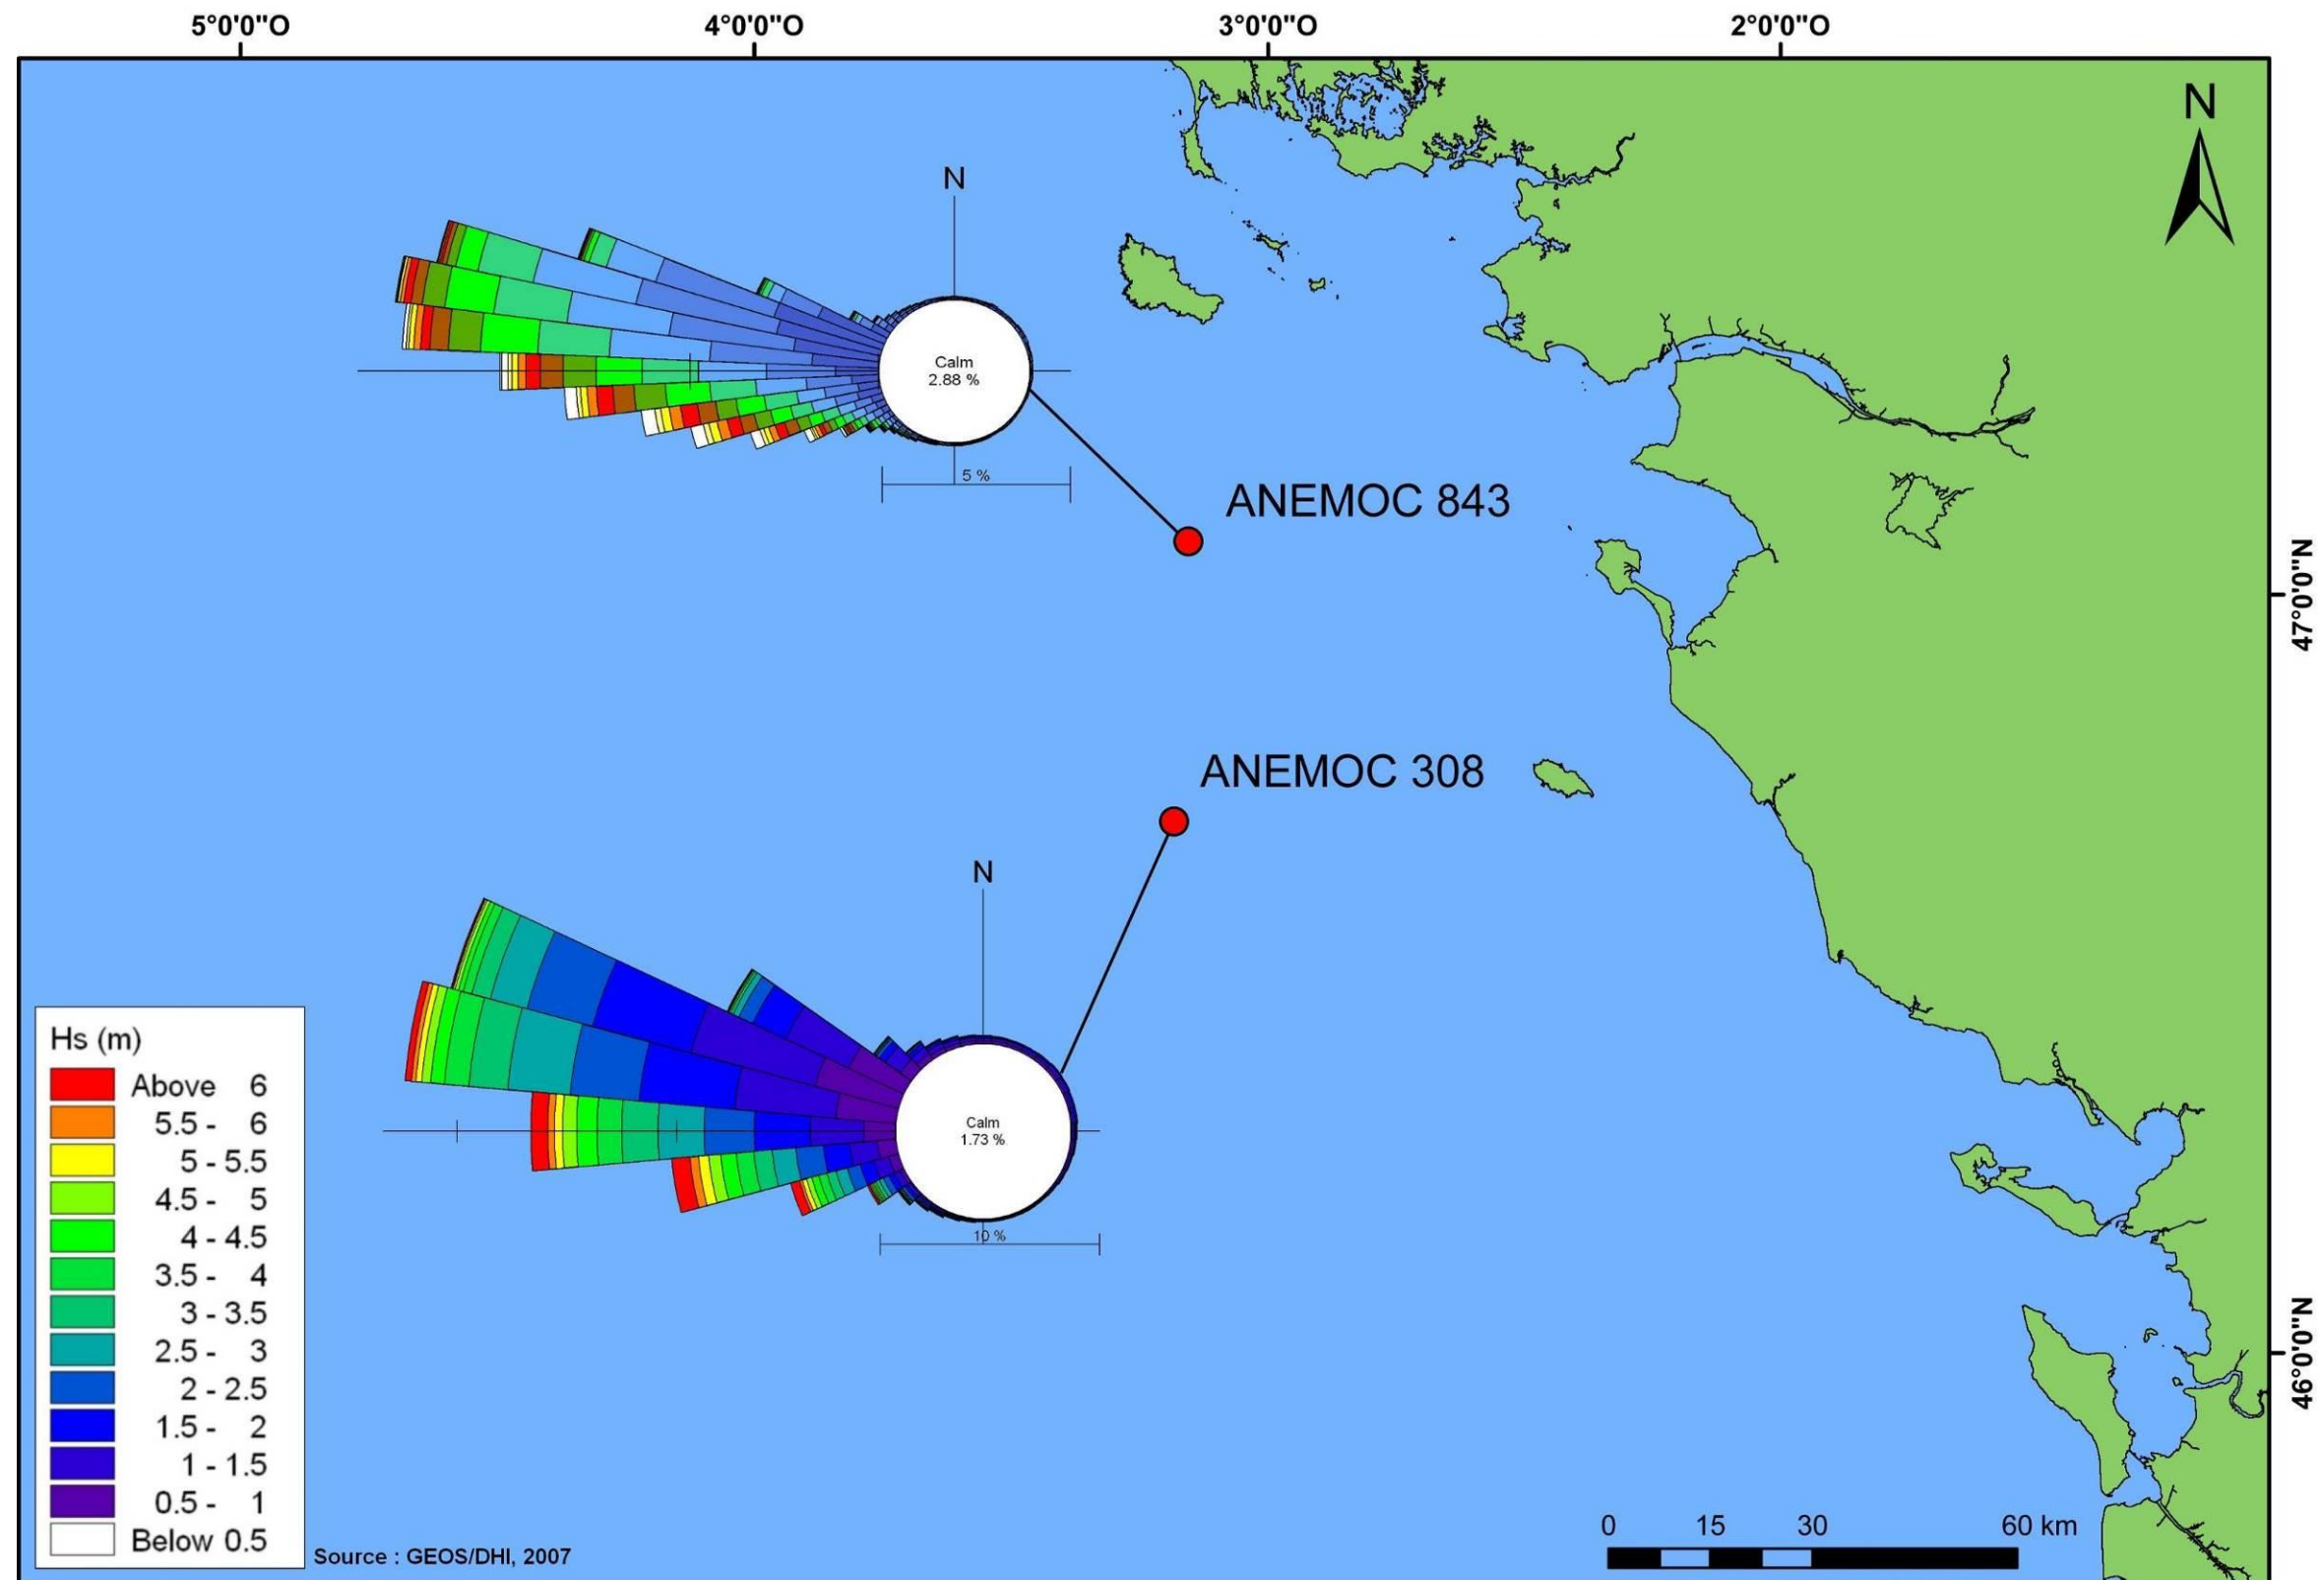 5°0'0"O 4°0'0"O 3°0'0"O 2°0'0"O
N
N
Calm
2.88 %
5 %
ANEMOC 843
47°0'0"N
ANEMOC 308
N
Calm
1.73 %
10 %
Hs (m)
Above 6
5.5 - 6
5 - 5.5
4.5 - 5
4 - 4.5
3.5 - 4
3 - 3.5
2.5 - 3
2 - 2.5
1.5 - 2
1 - 1.5
0.5 - 1
Below 0.5
46°0'0"N
0 15 30 60 km
Source : GEOS/DHI, 2007